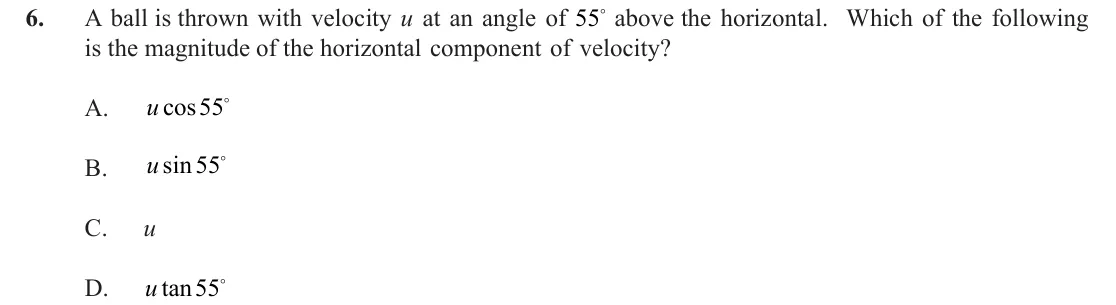 6. A ball is thrown with velocity u at an angle of 55° above the horizontal. Which of the following
is the magnitude of the horizontal component of velocity?
A. u cos 55°
B. u sin 55°
C. u
D. u tan 55°